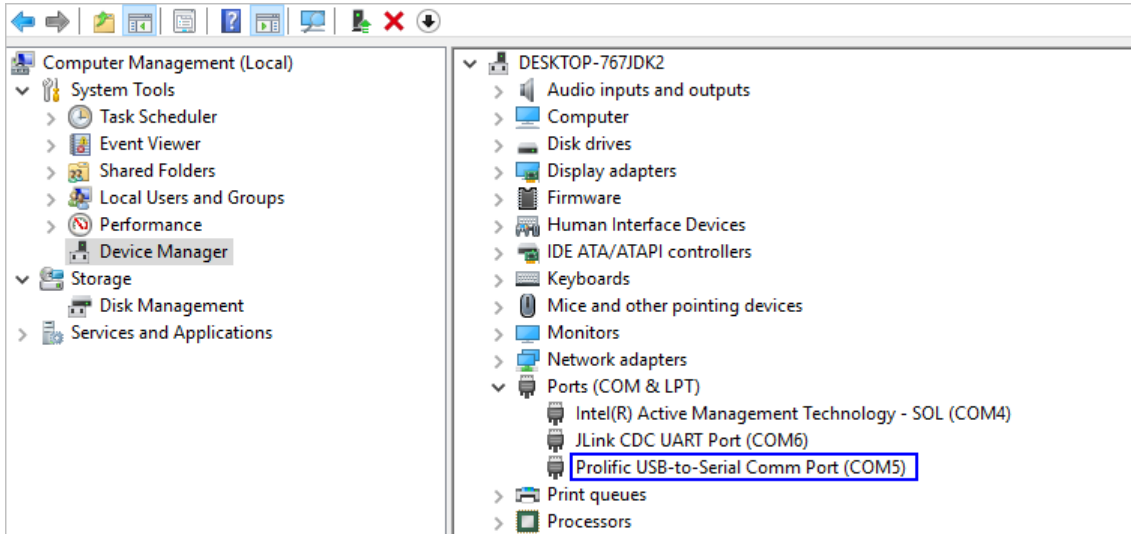 Computer Management (Local)
System Tools
Task Scheduler
Event Viewer
Shared Folders
Local Users and Groups
Performance
Device Manager
Storage
Disk Management
Services and Applications
DESKTOP-767JDK2
Audio inputs and outputs
Computer
Disk drives
Display adapters
Firmware
Human Interface Devices
IDE ATA/ATAPI controllers
Keyboards
Mice and other pointing devices
Monitors
Network adapters
Ports (COM & LPT)
Intel(R) Active Management Technology - SOL (COM4)
JLink CDC UART Port (COM6)
Prolific USB-to-Serial Comm Port (COM5)
Print queues
Processors